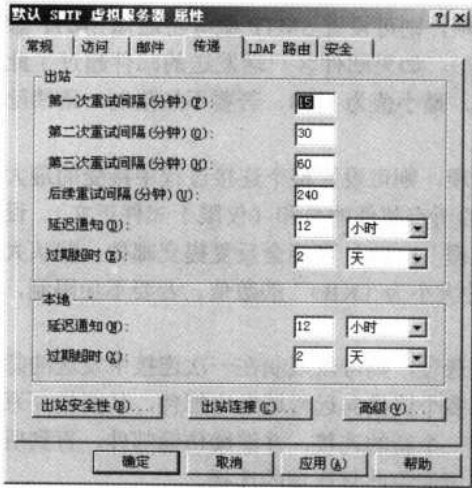 默认 SMTP 虚拟服务器 属性
常规 访问 邮件 传递 LDAP 路由 安全
出站
第一次重试间隔(分钟)(F): 15
第二次重试间隔(分钟)(Q): 30
第三次重试间隔(分钟)(H): 60
后续重试间隔(分钟)(U): 240
延迟通知(D): 12 小时
过期超时(E): 2 天
本地
延迟通知(N): 12 小时
过期超时(X): 2 天
出站安全性(B)... 出站连接(C)... 高级(V)...
确定 取消 应用(A) 帮助